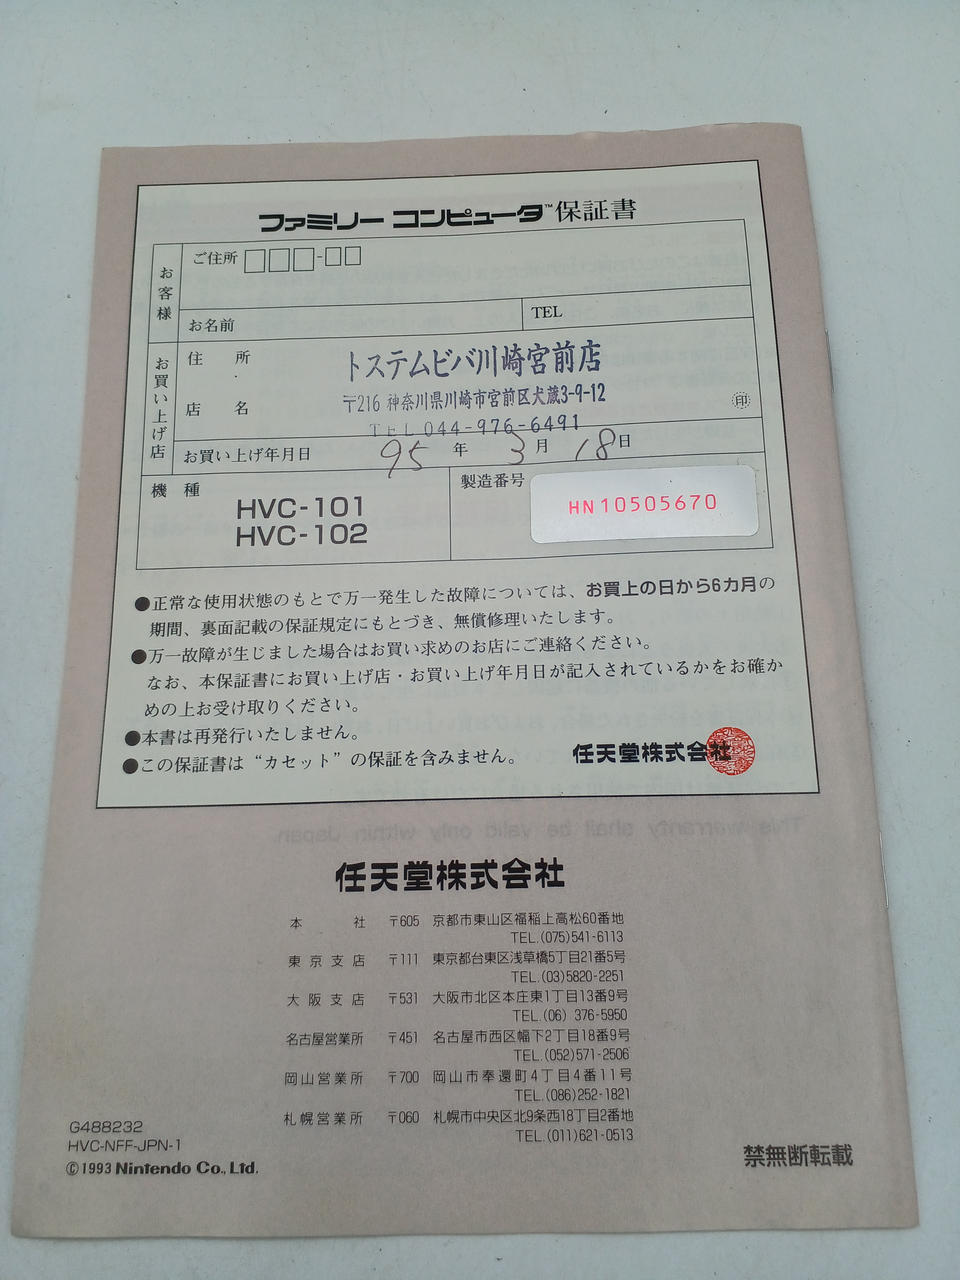 ファミリーコンピュータ™保証書
お客様
ご住所 □□□-□□
お名前
TEL
お買い上げ店
住所
トステムビバ川崎宮前店
〒216 神奈川県川崎市宮前区犬蔵3-9-12
店名
TEL 044-976-6491
印
お買い上げ年月日 95年3月18日
機種
HVC-101
HVC-102
製造番号
HN10505670
●正常な使用状態のもとで万一発生した故障については、お買上の日から6カ月の
期間、裏面記載の保証規定にもとづき、無償修理いたします。
●万一故障が生じました場合はお買い求めのお店にご連絡ください。
なお、本保証書にお買い上げ店・お買い上げ年月日が記入されているかをお確か
めの上お受け取りください。
●本書は再発行いたしません。
●この保証書は“カセット”の保証を含みません。
任天堂株式会社
This warranty shall be valid only within Japan.
任天堂株式会社
本社 〒605 京都市東山区福稲上高松60番地
TEL.(075)541-6113
東京支店 〒111 東京都台東区浅草橋5丁目21番5号
TEL.(03)5820-2251
大阪支店 〒531 大阪市北区本庄東1丁目13番9号
TEL.(06) 376-5950
名古屋営業所 〒451 名古屋市西区幅下2丁目18番9号
TEL.(052)571-2506
岡山営業所 〒700 岡山市奉還町4丁目4番11号
TEL.(086)252-1821
札幌営業所 〒060 札幌市中央区北9条西18丁目2番地
TEL.(011)621-0513
G488232
HVC-NFF-JPN-1
©1993 Nintendo Co., Ltd.
禁無断転載